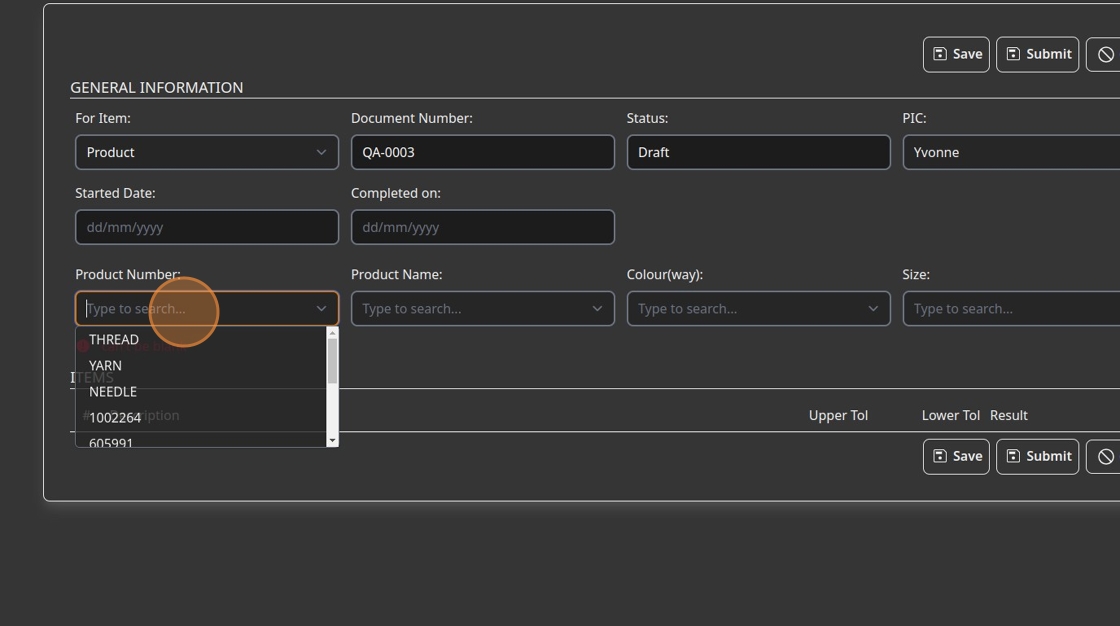 Save Submit
GENERAL INFORMATION
For Item: Document Number: Status: PIC:
Product QA-0003 Draft Yvonne
Started Date: Completed on:
dd/mm/yyyy dd/mm/yyyy
Product Number: Product Name: Colour(way): Size:
Type to search... Type to search... Type to search... Type to search...
THREAD
YARN
ITEMS
NEEDLE
# Description Upper Tol Lower Tol Result
1002264
605991
Save Submit